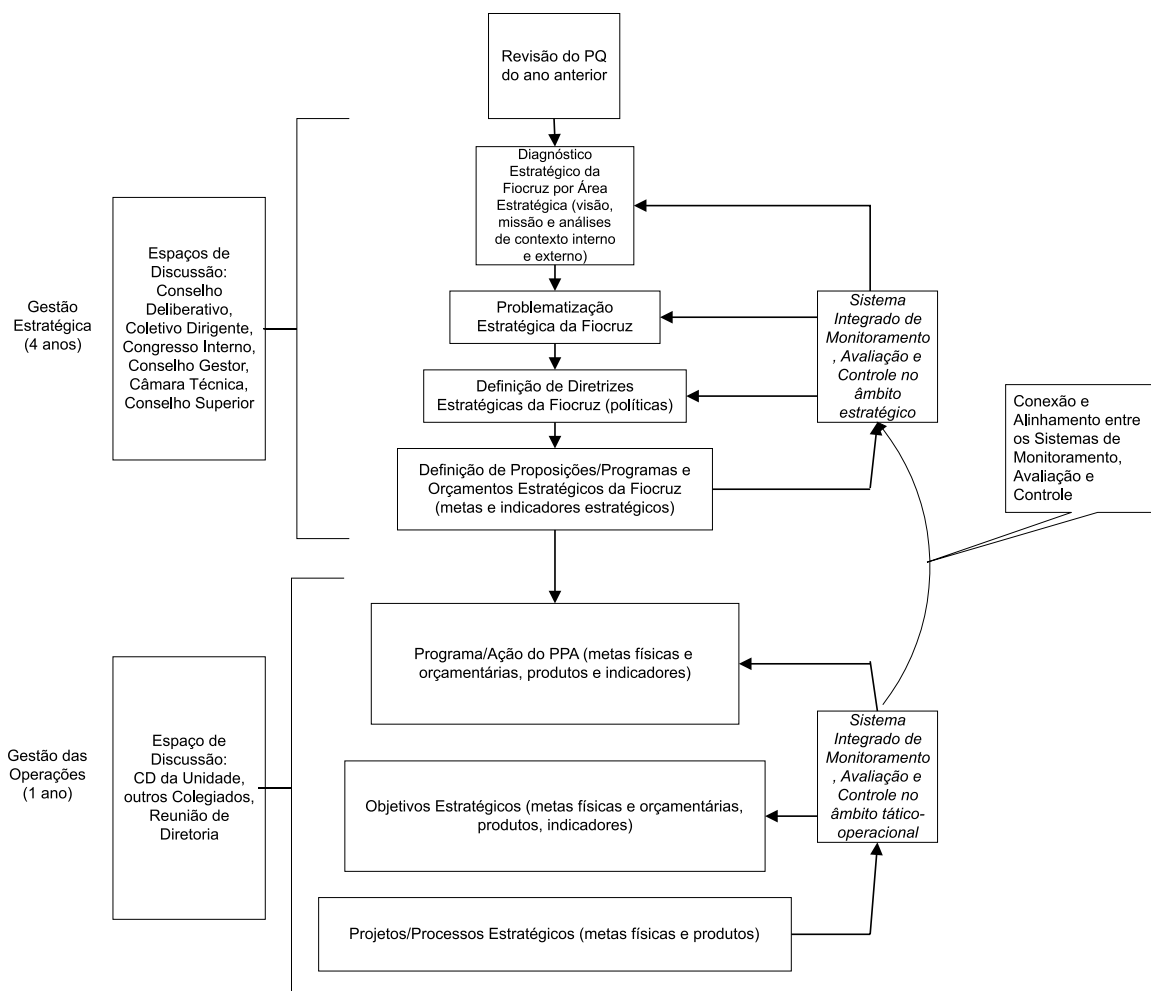 Revisão do PQ
do ano anterior
Diagnóstico
Estratégico da
Fiocruz por Área
Estratégica (visão,
missão e análises
de contexto interno
e externo)
Problematização
Estratégica da Fiocruz
Definição de Diretrizes
Estratégicas da Fiocruz (políticas)
Definição de Proposições/Programas e
Orçamentos Estratégicos da Fiocruz
(metas e indicadores estratégicos)
Gestão
Estratégica
(4 anos)
Espaços de
Discussão:
Conselho
Deliberativo,
Coletivo Dirigente,
Congresso Interno,
Conselho Gestor,
Câmara Técnica,
Conselho Superior
Sistema
Integrado de
Monitoramento
, Avaliação e
Controle no
âmbito
estratégico
Conexão e
Alinhamento entre
os Sistemas de
Monitoramento,
Avaliação e
Controle
Programa/Ação do PPA (metas físicas e
orçamentárias, produtos e indicadores)
Gestão das
Operações
(1 ano)
Espaço de
Discussão:
CD da Unidade,
outros Colegiados,
Reunião de
Diretoria
Objetivos Estratégicos (metas físicas e orçamentárias,
produtos, indicadores)
Sistema
Integrado de
Monitoramento
, Avaliação e
Controle no
âmbito tático-
operacional
Projetos/Processos Estratégicos (metas físicas e produtos)